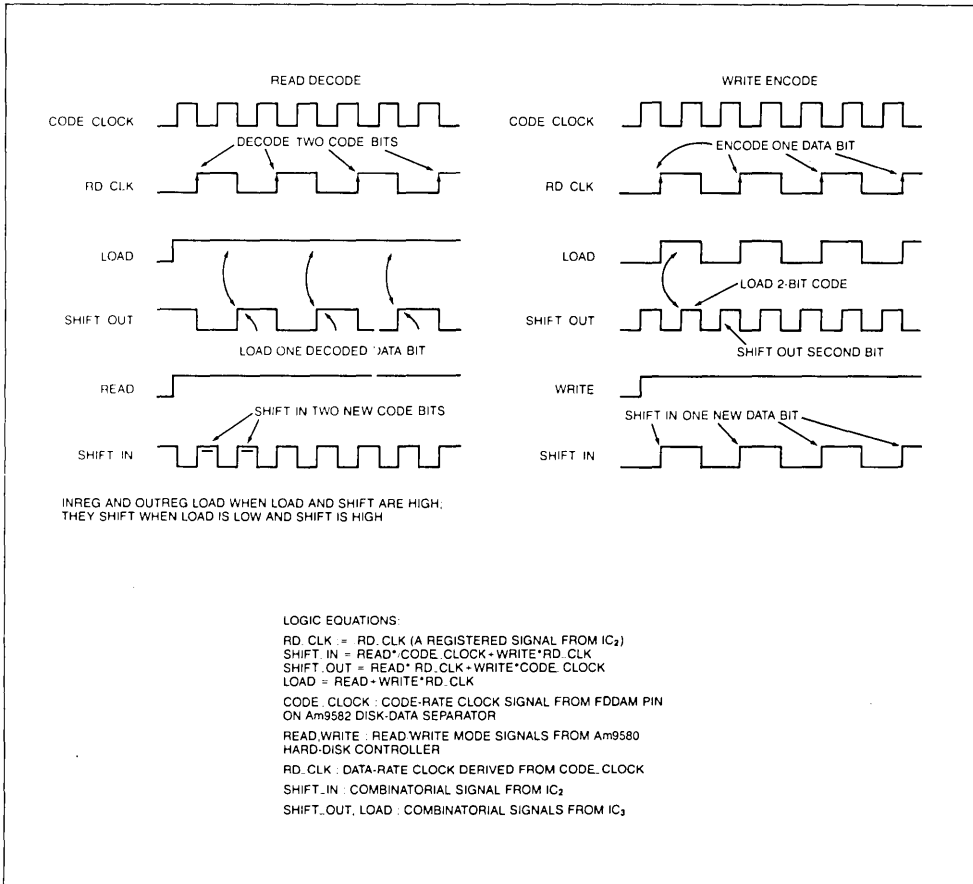 READ DECODE
CODE CLOCK
DECODE TWO CODE BITS
RD CLK
LOAD
SHIFT OUT
LOAD ONE DECODED DATA BIT
READ
SHIFT IN TWO NEW CODE BITS
SHIFT IN
INREG AND OUTREG LOAD WHEN LOAD AND SHIFT ARE HIGH;
THEY SHIFT WHEN LOAD IS LOW AND SHIFT IS HIGH
WRITE ENCODE
CODE CLOCK
ENCODE ONE DATA BIT
RD CLK
LOAD
LOAD 2-BIT CODE
SHIFT OUT
SHIFT OUT SECOND BIT
WRITE
SHIFT IN ONE NEW DATA BIT
SHIFT IN
LOGIC EQUATIONS:
RD_CLK := RD_CLK (A REGISTERED SIGNAL FROM IC₂)
SHIFT_IN = READ*/CODE_CLOCK+WRITE*RD_CLK
SHIFT_OUT = READ* RD_CLK+WRITE*CODE_CLOCK
LOAD = READ+WRITE*RD_CLK
CODE_CLOCK : CODE-RATE CLOCK SIGNAL FROM FDDAM PIN
ON Am9582 DISK-DATA SEPARATOR
READ,WRITE : READ/WRITE MODE SIGNALS FROM Am9580
HARD-DISK CONTROLLER
RD_CLK : DATA-RATE CLOCK DERIVED FROM CODE_CLOCK
SHIFT_IN : COMBINATORIAL SIGNAL FROM IC₂
SHIFT_OUT, LOAD : COMBINATORIAL SIGNALS FROM IC₃